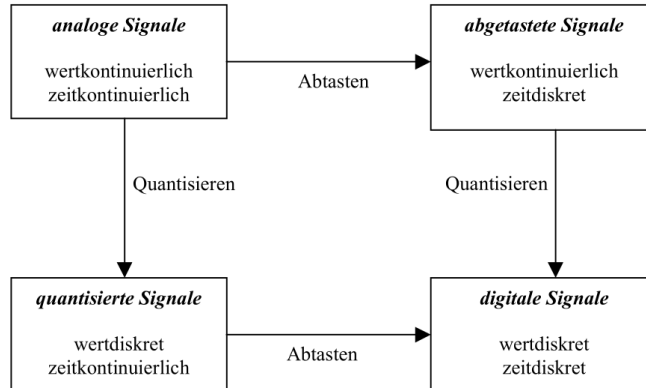 analoge Signale
wertkontinuierlich
zeitkontinuierlich
Abtasten
abgetastete Signale
wertkontinuierlich
zeitdiskret
Quantisieren
Quantisieren
quantisierte Signale
wertdiskret
zeitkontinuierlich
Abtasten
digitale Signale
wertdiskret
zeitdiskret